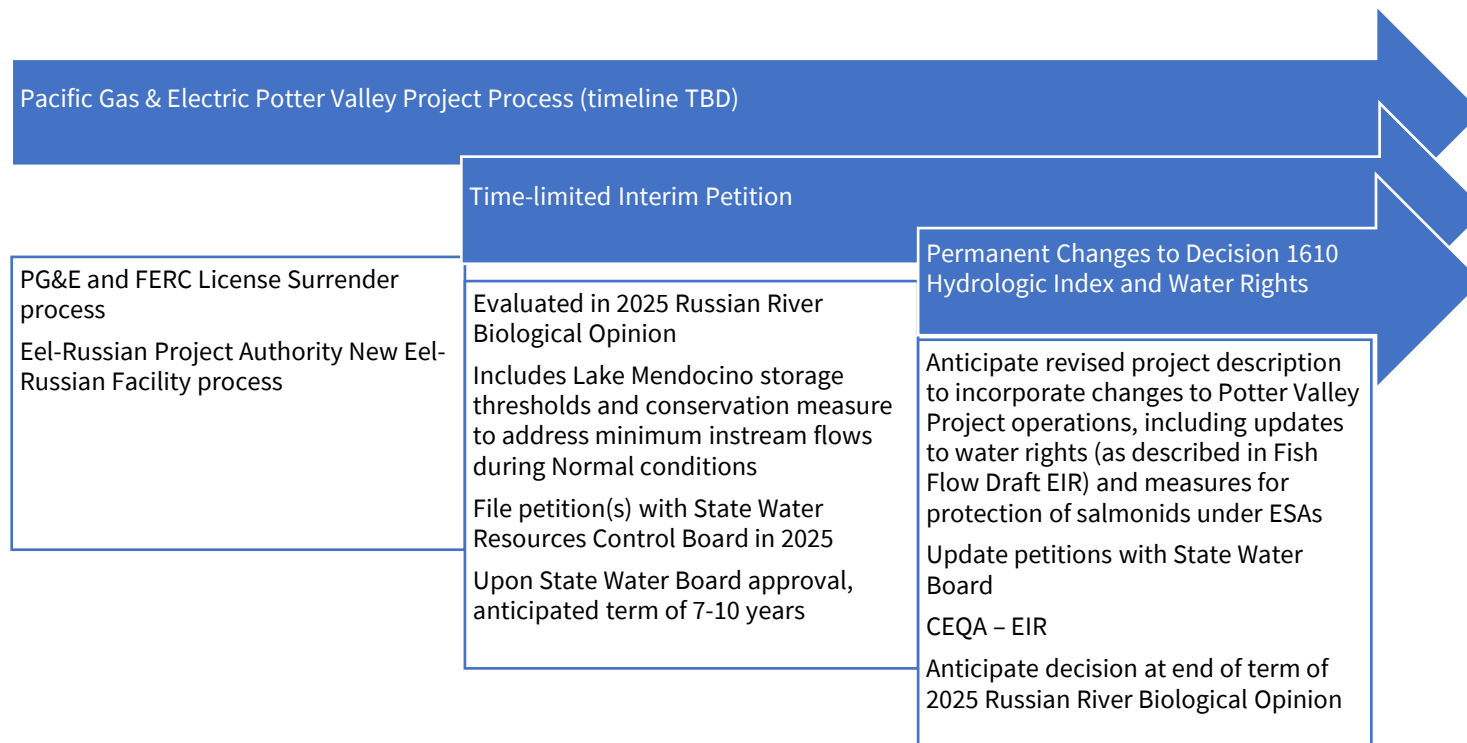 Pacific Gas & Electric Potter Valley Project Process (timeline TBD)
Time-limited Interim Petition
Permanent Changes to Decision 1610
Hydrologic Index and Water Rights
PG&E and FERC License Surrender
process
Eel-Russian Project Authority New Eel-
Russian Facility process
Evaluated in 2025 Russian River
Biological Opinion
Includes Lake Mendocino storage
thresholds and conservation measure
to address minimum instream flows
during Normal conditions
File petition(s) with State Water
Resources Control Board in 2025
Upon State Water Board approval,
anticipated term of 7-10 years
Anticipate revised project description
to incorporate changes to Potter Valley
Project operations, including updates
to water rights (as described in Fish
Flow Draft EIR) and measures for
protection of salmonids under ESAs
Update petitions with State Water
Board
CEQA – EIR
Anticipate decision at end of term of
2025 Russian River Biological Opinion